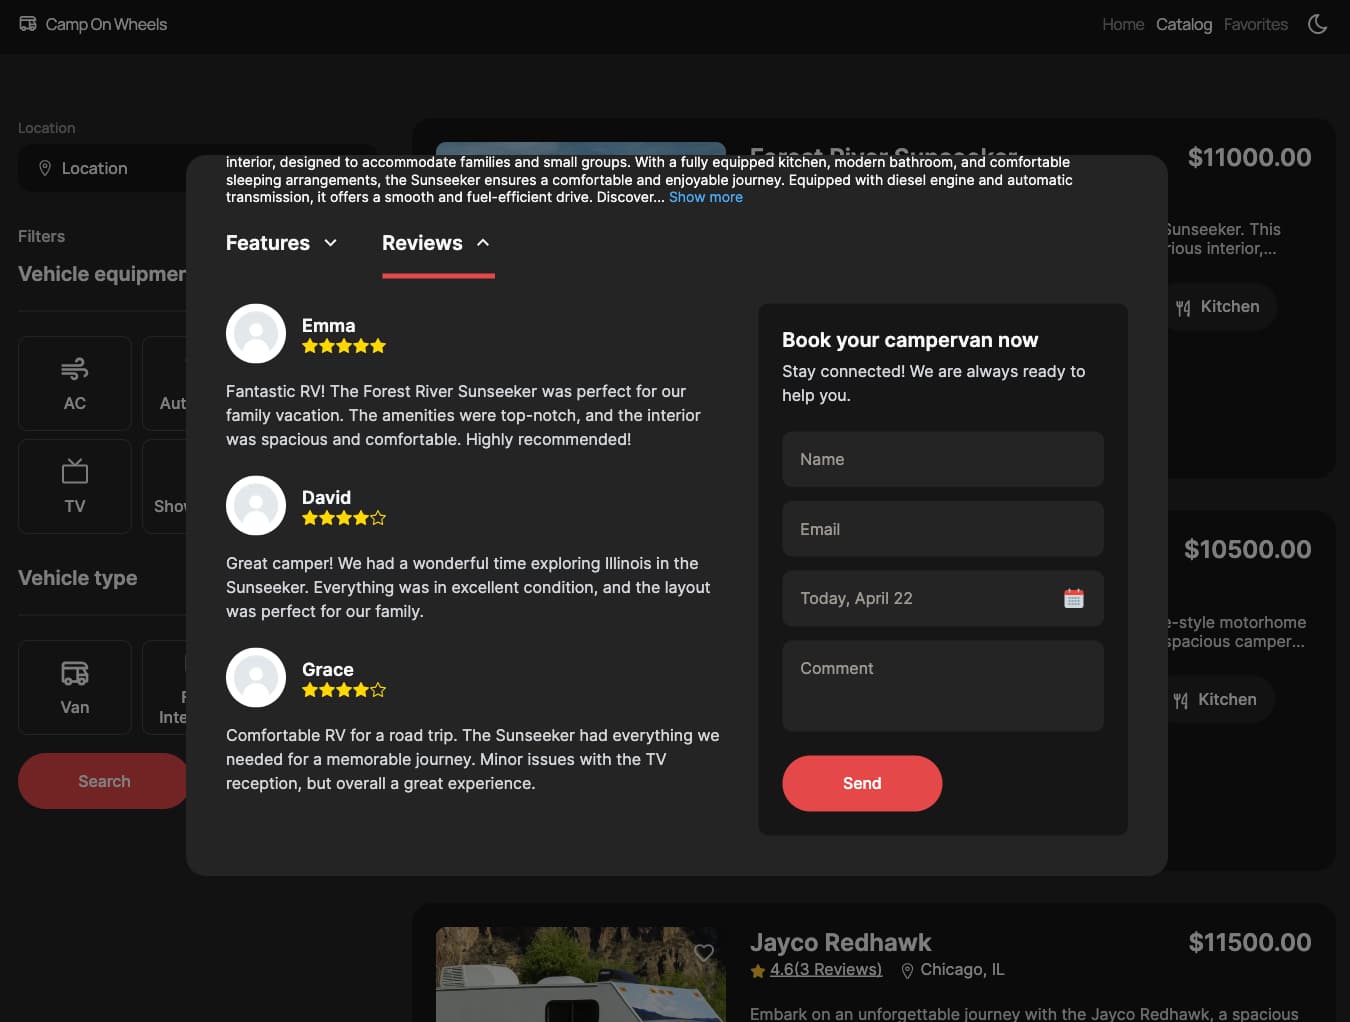 Camp On Wheels
Home Catalog Favorites
Location
Location
Filters
Vehicle equipmen
AC
Aut
TV
Show
Vehicle type
Van
F
Inte
Search
Forest River Sunseeker
$11000.00
Sunseeker. This
rious interior,...
Kitchen
$10500.00
e-style motorhome
spacious camper...
Kitchen
interior, designed to accommodate families and small groups. With a fully equipped kitchen, modern bathroom, and comfortable
sleeping arrangements, the Sunseeker ensures a comfortable and enjoyable journey. Equipped with diesel engine and automatic
transmission, it offers a smooth and fuel-efficient drive. Discover... Show more
Features
Reviews
Emma
Fantastic RV! The Forest River Sunseeker was perfect for our
family vacation. The amenities were top-notch, and the interior
was spacious and comfortable. Highly recommended!
David
Great camper! We had a wonderful time exploring Illinois in the
Sunseeker. Everything was in excellent condition, and the layout
was perfect for our family.
Grace
Comfortable RV for a road trip. The Sunseeker had everything we
needed for a memorable journey. Minor issues with the TV
reception, but overall a great experience.
Book your campervan now
Stay connected! We are always ready to
help you.
Name
Email
Today, April 22
Comment
Send
Jayco Redhawk
$11500.00
4.6(3 Reviews)
Chicago, IL
Embark on an unforgettable journey with the Jayco Redhawk, a spacious